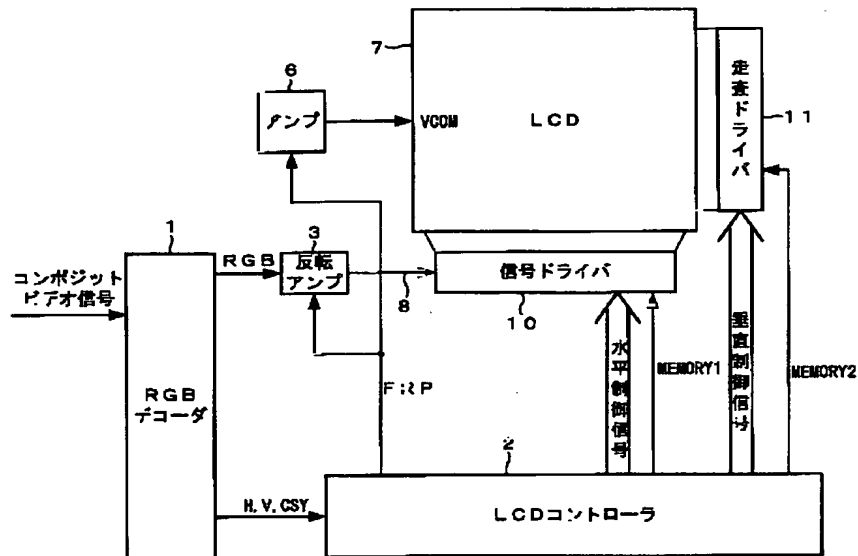 7
LCD
VCOM
走査ドライバ
11
6
アンプ
1
RGB
3
反転
アンプ
8
信号ドライバ
10
コンポジット
ビデオ信号
RGB
デコーダ
FRP
水平制御信号
MEMORY1
垂直制御信号
MEMORY2
2
H.V.CSY
LCDコントローラ